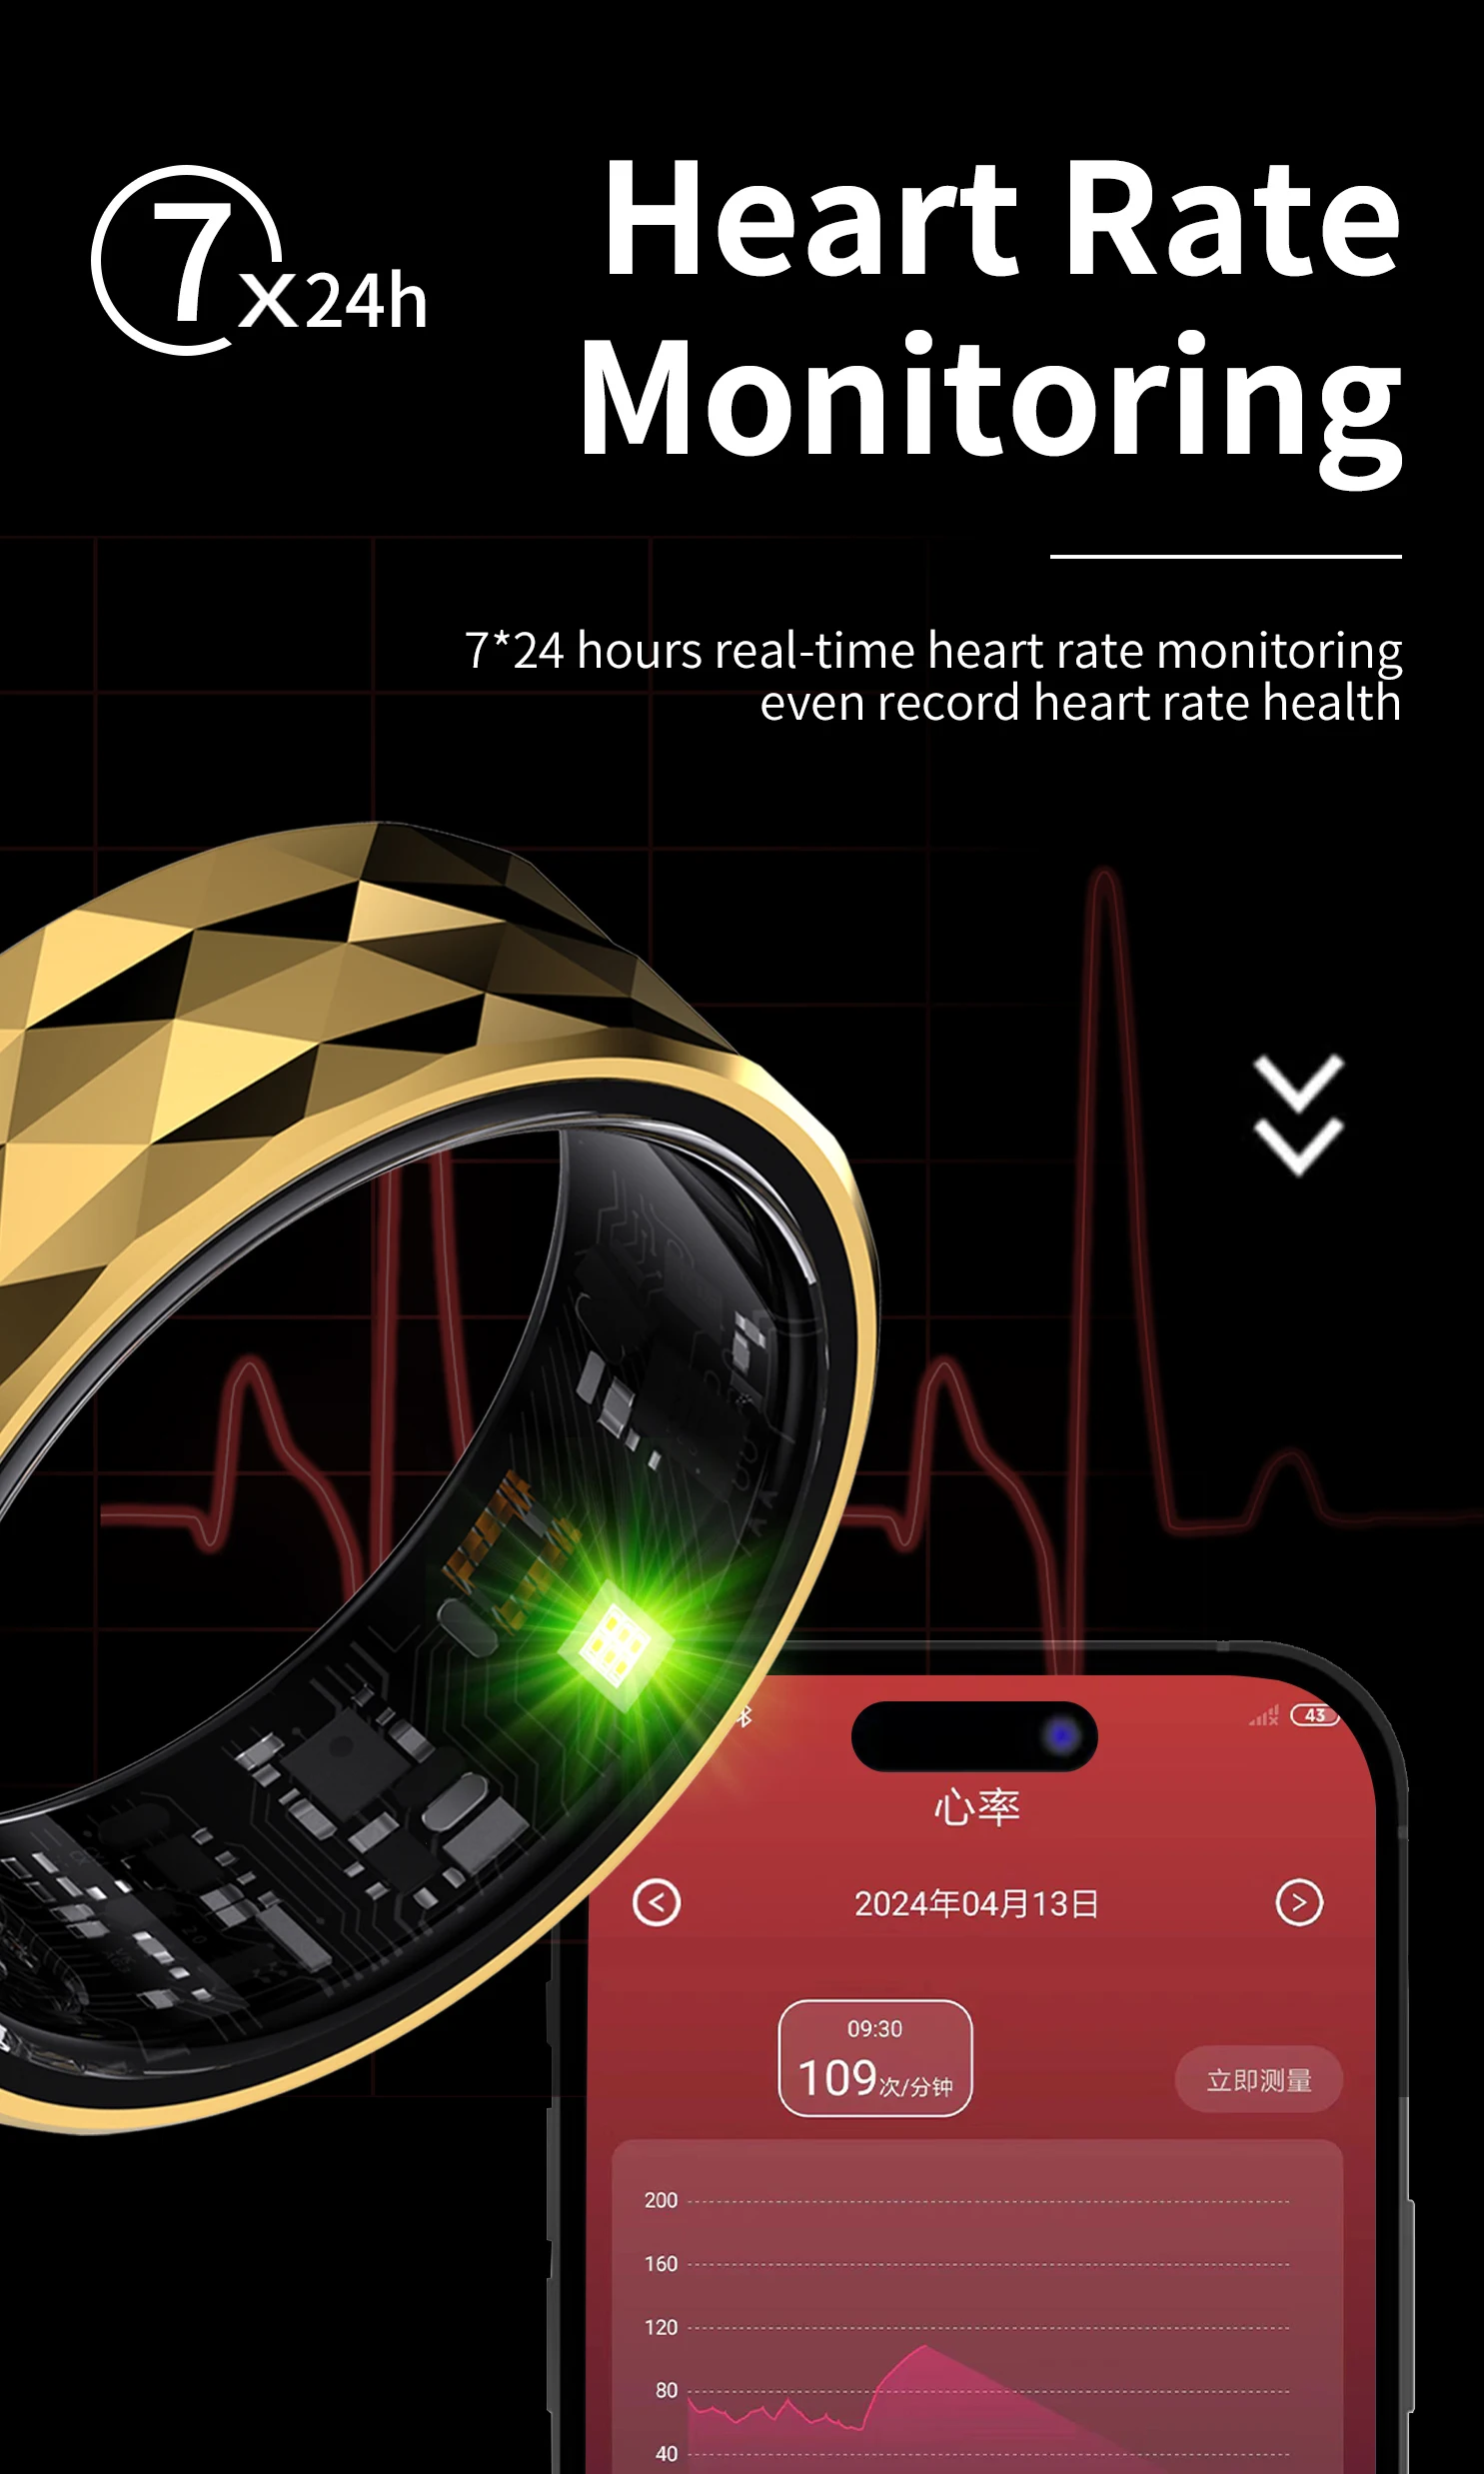 7x24h
Heart Rate
Monitoring
7*24 hours real-time heart rate monitoring
even record heart rate health
43
心率
<
2024年04月13日
>
09:30
109次/分钟
立即测量
200
160
120
80
40